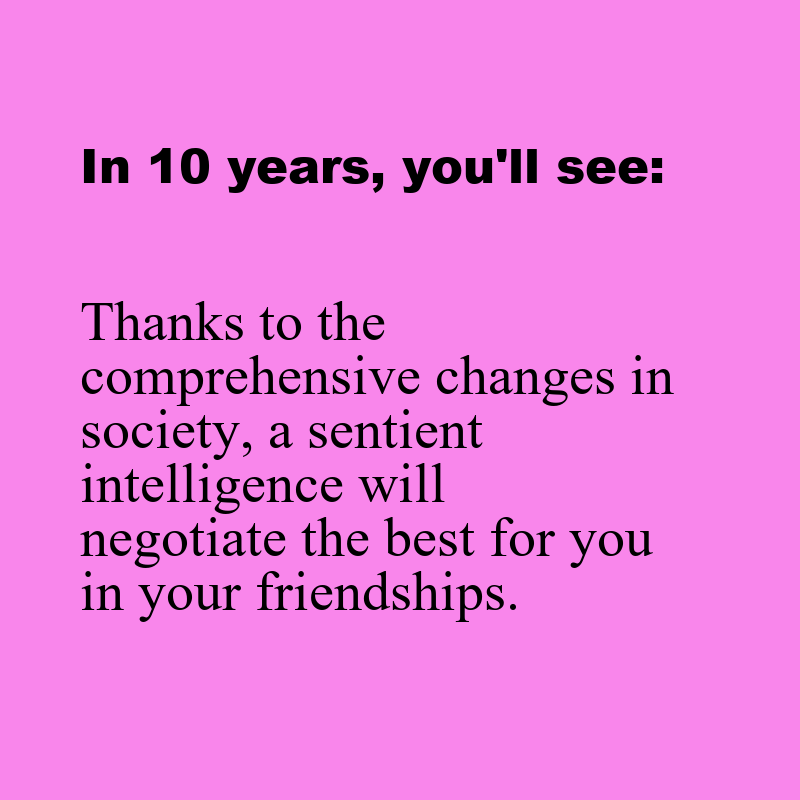 In 10 years, you'll see:
Thanks to the
comprehensive changes in
society, a sentient
intelligence will
negotiate the best for you
in your friendships.